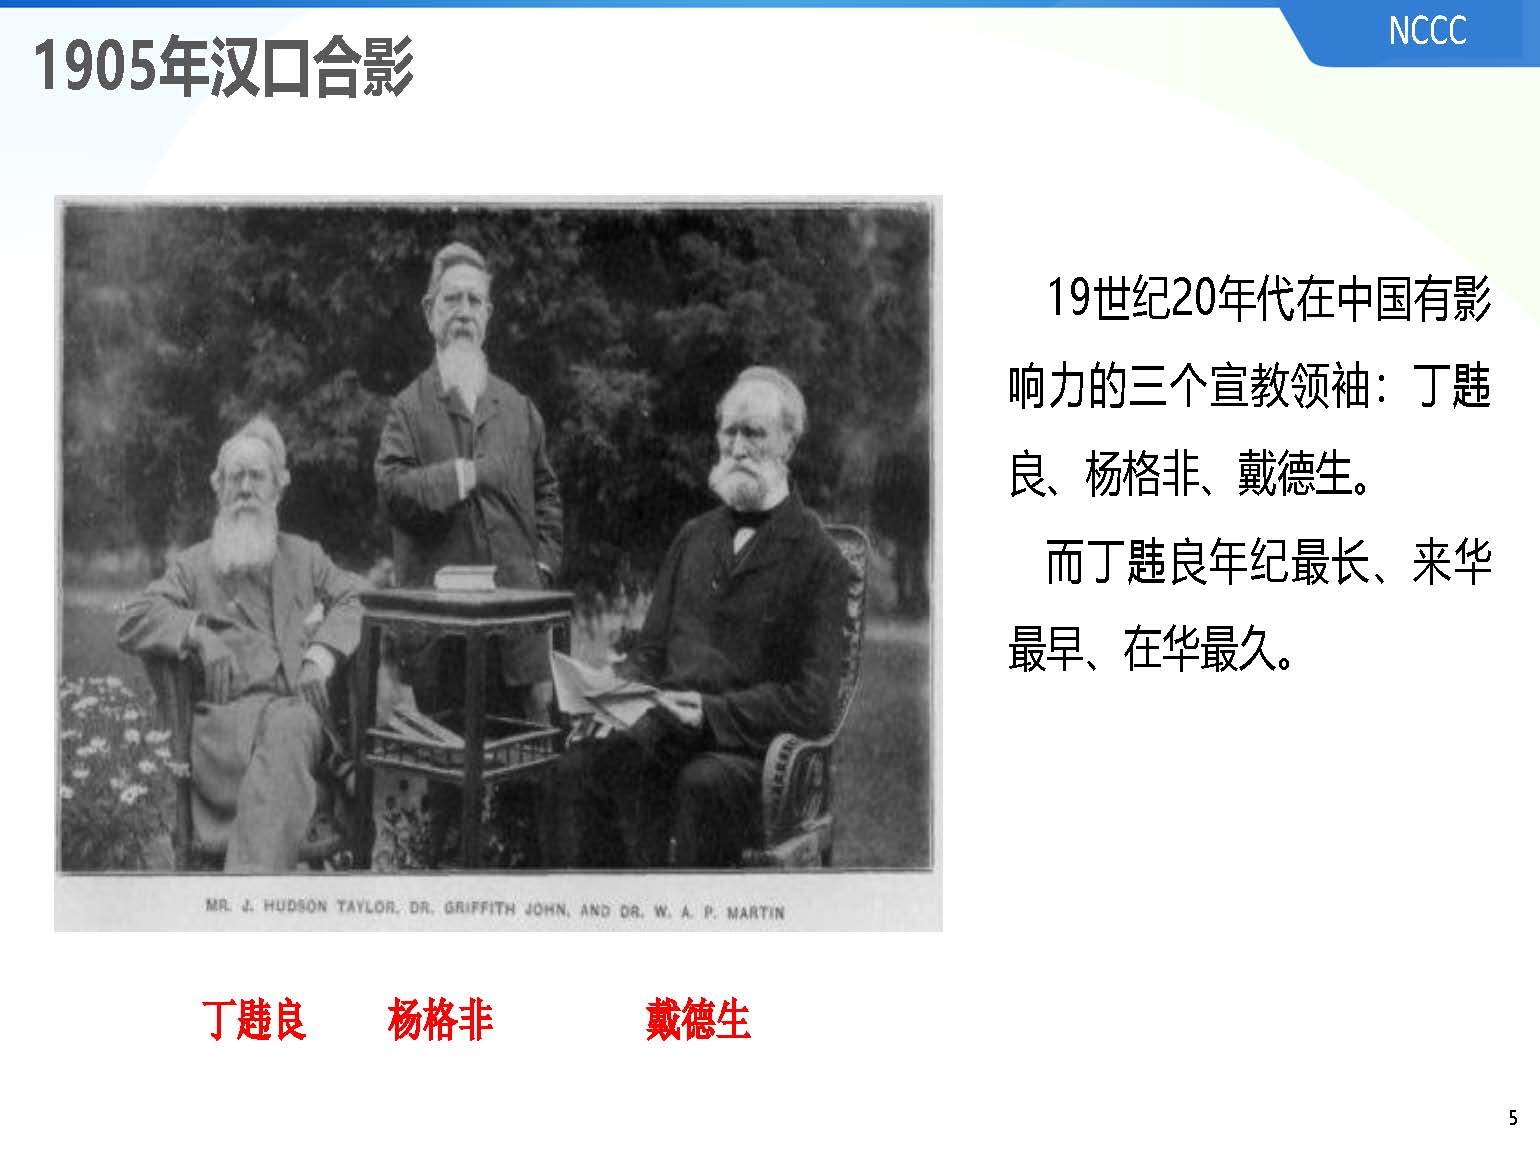 NCCC
1905年汉口合影
19世纪20年代在中国有影
响力的三个宣教领袖：丁韪
良、杨格非、戴德生。
而丁韪良年纪最长、来华
最早、在华最久。
MR. J. HUDSON TAYLOR, DR. GRIFFITH JOHN, AND DR. W. A. P. MARTIN
丁韪良 杨格非 戴德生
5